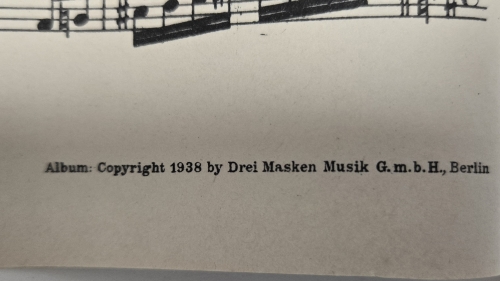 Album: Copyright 1938 by Drei Masken Musik G.m.b.H., Berlin